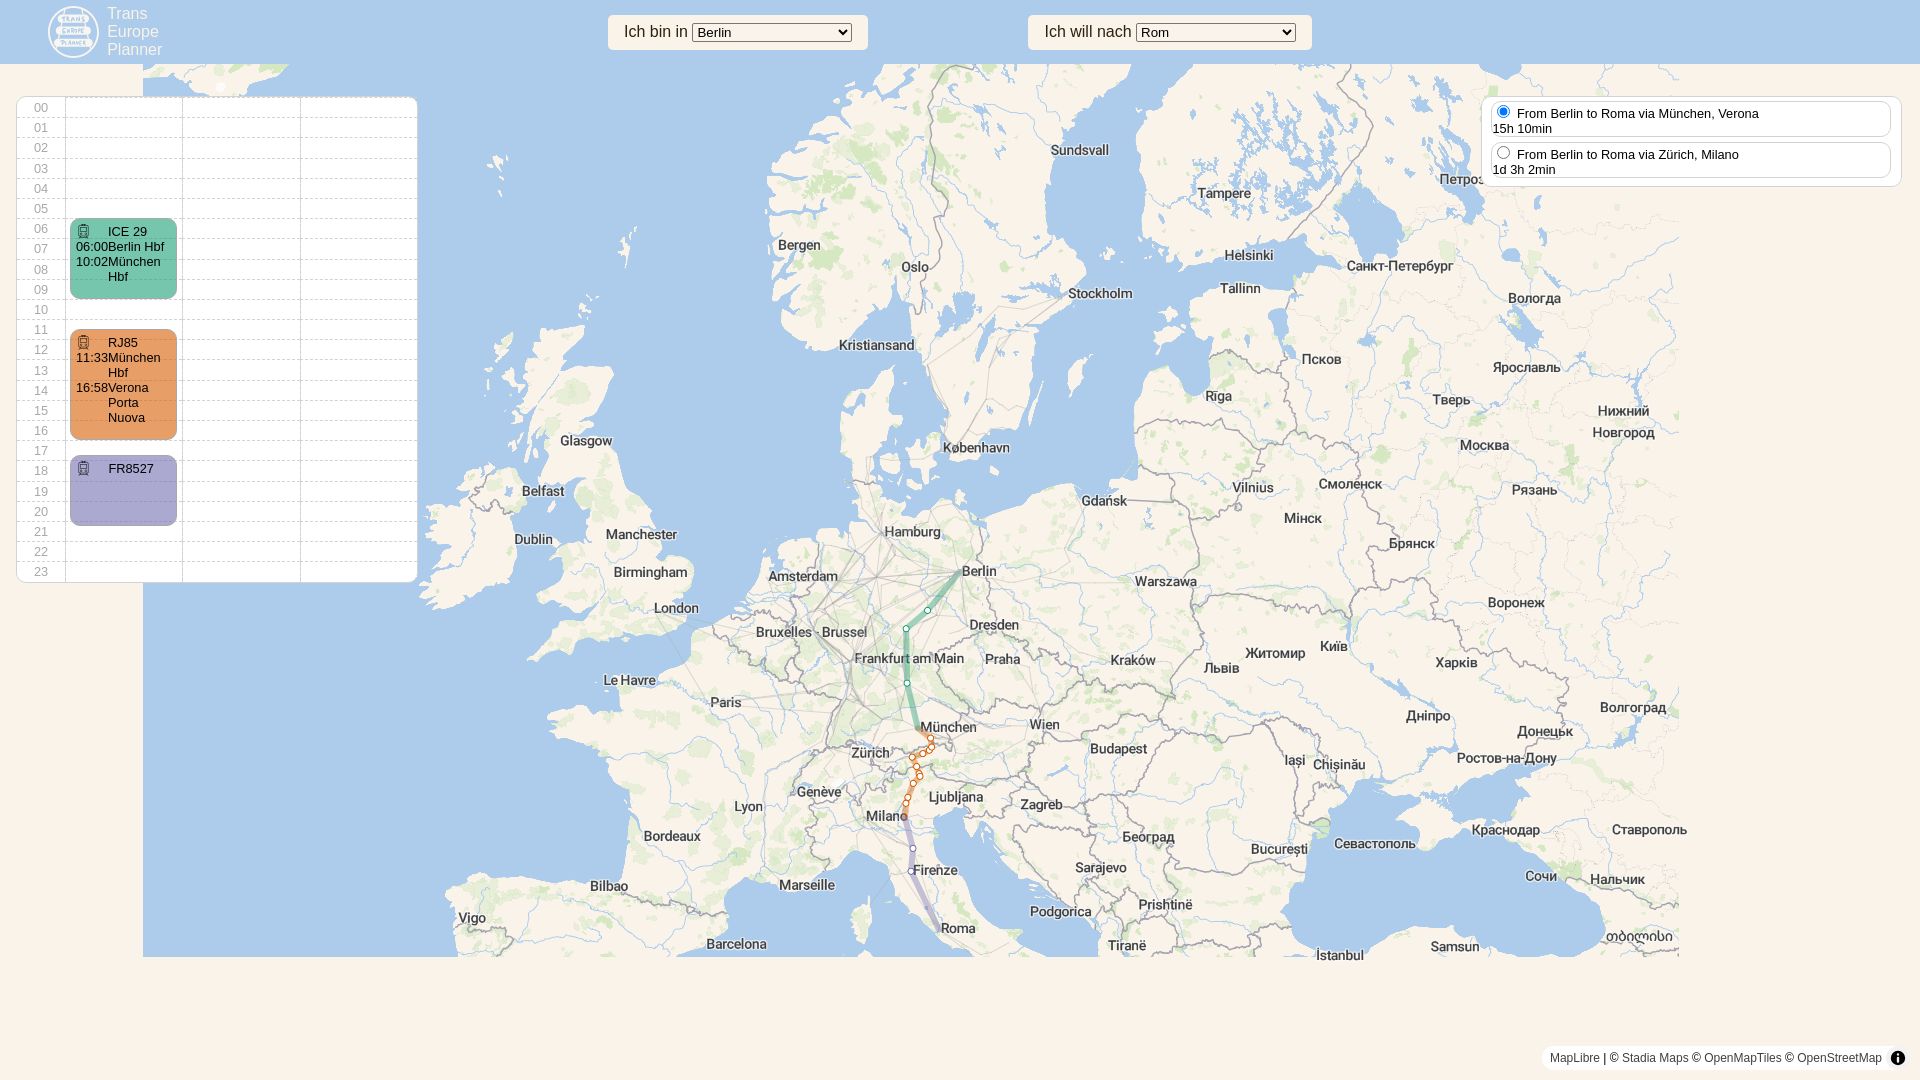 Trans
Europe
Planner
Ich bin in Berlin
Ich will nach Rom
00
01
02
03
04
05
06
07
08
09
10
11
12
13
14
15
16
17
18
19
20
21
22
23
ICE 29
06:00 Berlin Hbf
10:02 München
Hbf
RJ85
11:33 München
Hbf
16:58 Verona
Porta
Nuova
FR8527
From Berlin to Roma via München, Verona
15h 10min
From Berlin to Roma via Zürich, Milano
1d 3h 2min
Sundsvall
Tampere
Петроз
Bergen
Oslo
Helsinki
Санкт-Петербург
Stockholm
Tallinn
Вологда
Kristiansand
Псков
Ярославль
Rīga
Тверь
Нижний
Новгород
Glasgow
København
Москва
Belfast
Gdańsk
Vilnius
Смоленск
Рязань
Мінск
Dublin
Manchester
Hamburg
Брянск
Birmingham
Amsterdam
Berlin
Warszawa
London
Воронеж
Bruxelles - Brussel
Dresden
Frankfurt am Main
Praha
Kraków
Львів
Житомир
Київ
Харків
Le Havre
Paris
Волгоград
München
Wien
Дніпро
Донецьк
Zürich
Budapest
Iași
Chișinău
Ростов-на-Дону
Genève
Ljubljana
Zagreb
Lyon
Milano
Bordeaux
Београд
București
Севастополь
Краснодар
Ставрополь
Firenze
Sarajevo
Сочи
Нальчик
Marseille
Bilbao
Podgorica
Prishtinë
Vigo
Roma
Barcelona
Tiranë
İstanbul
Samsun
თბილისი
MapLibre | © Stadia Maps © OpenMapTiles © OpenStreetMap